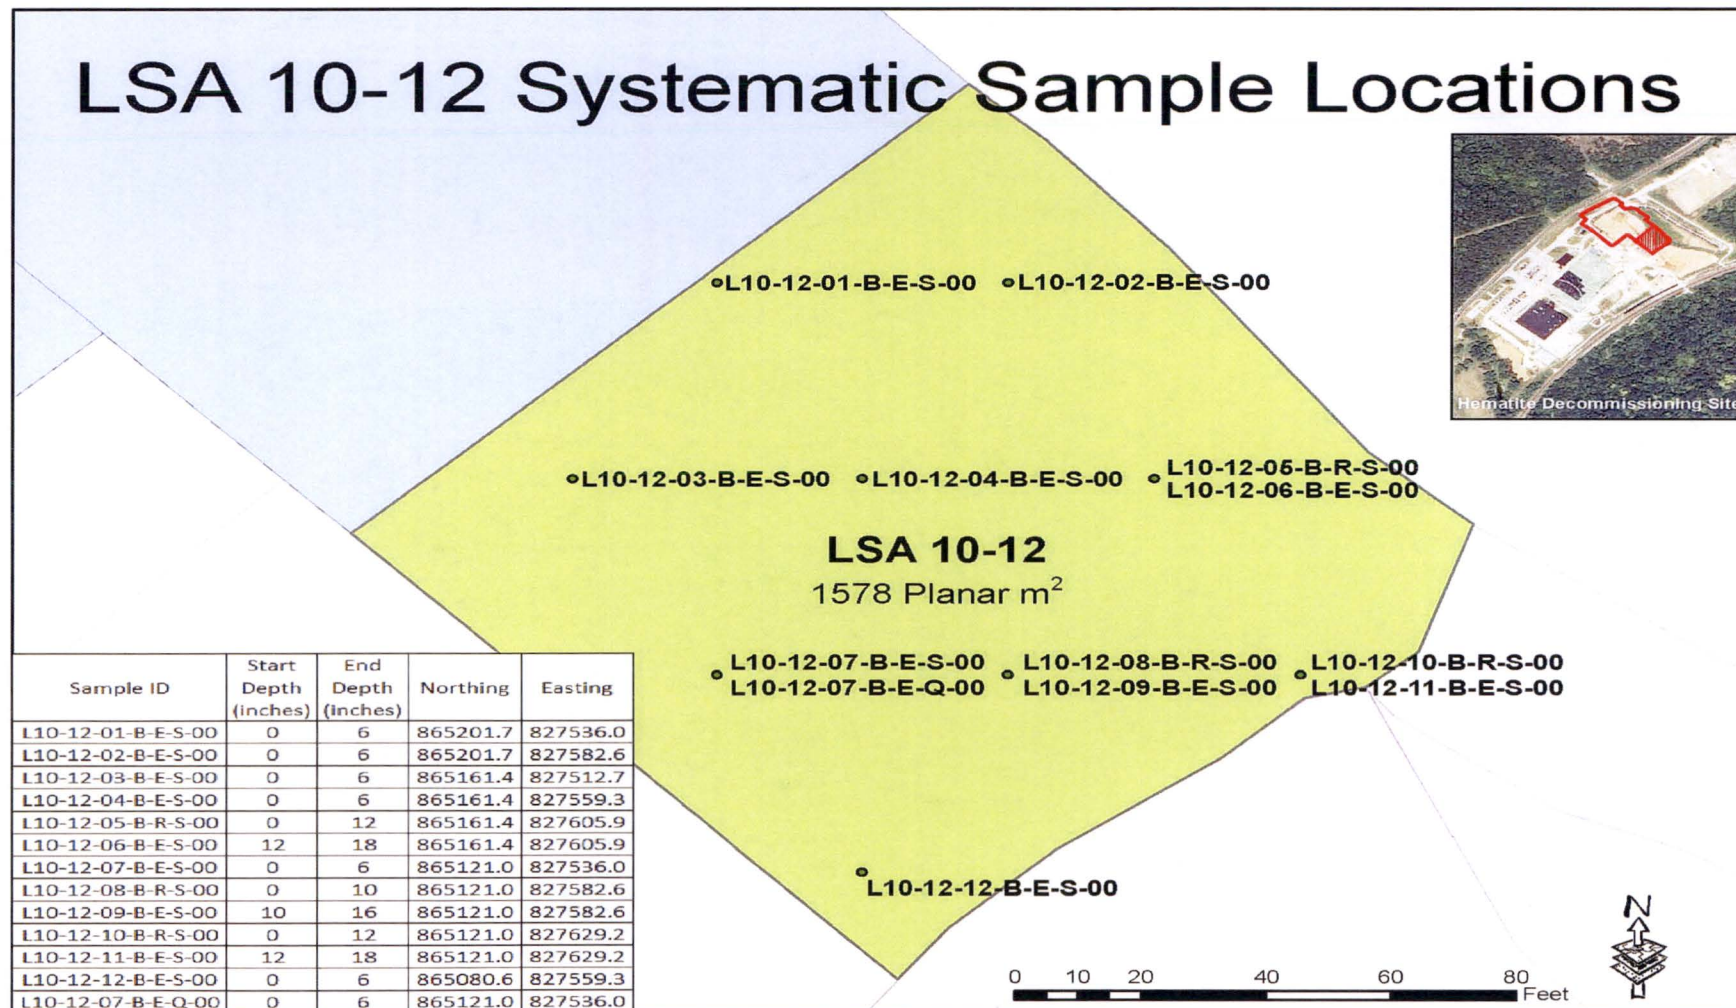 LSA 10-12 Systematic Sample Locations
Hematite Decommissioning Site
L10-12-01-B-E-S-00
L10-12-02-B-E-S-00
L10-12-03-B-E-S-00
L10-12-04-B-E-S-00
L10-12-05-B-R-S-00
L10-12-06-B-E-S-00
LSA 10-12
1578 Planar m²
L10-12-07-B-E-S-00
L10-12-07-B-E-Q-00
L10-12-08-B-R-S-00
L10-12-09-B-E-S-00
L10-12-10-B-R-S-00
L10-12-11-B-E-S-00
L10-12-12-B-E-S-00
Sample ID Start Depth (inches) End Depth (inches) Northing Easting
L10-12-01-B-E-S-00 0 6 865201.7 827536.0
L10-12-02-B-E-S-00 0 6 865201.7 827582.6
L10-12-03-B-E-S-00 0 6 865161.4 827512.7
L10-12-04-B-E-S-00 0 6 865161.4 827559.3
L10-12-05-B-R-S-00 0 12 865161.4 827605.9
L10-12-06-B-E-S-00 12 18 865161.4 827605.9
L10-12-07-B-E-S-00 0 6 865121.0 827536.0
L10-12-08-B-R-S-00 0 10 865121.0 827582.6
L10-12-09-B-E-S-00 10 16 865121.0 827582.6
L10-12-10-B-R-S-00 0 12 865121.0 827629.2
L10-12-11-B-E-S-00 12 18 865121.0 827629.2
L10-12-12-B-E-S-00 0 6 865080.6 827559.3
L10-12-07-B-E-Q-00 0 6 865121.0 827536.0
N
0 10 20 40 60 80
Feet